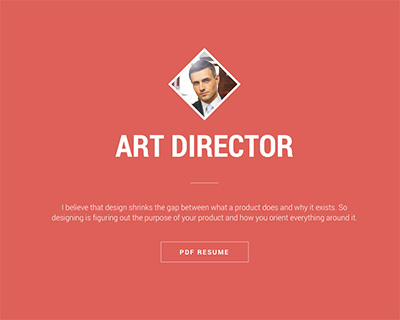 ART DIRECTOR
I believe that design shrinks the gap between what a product does and why it exists. So
designing is figuring out the purpose of your product and how you orient everything around it.
PDF RESUME